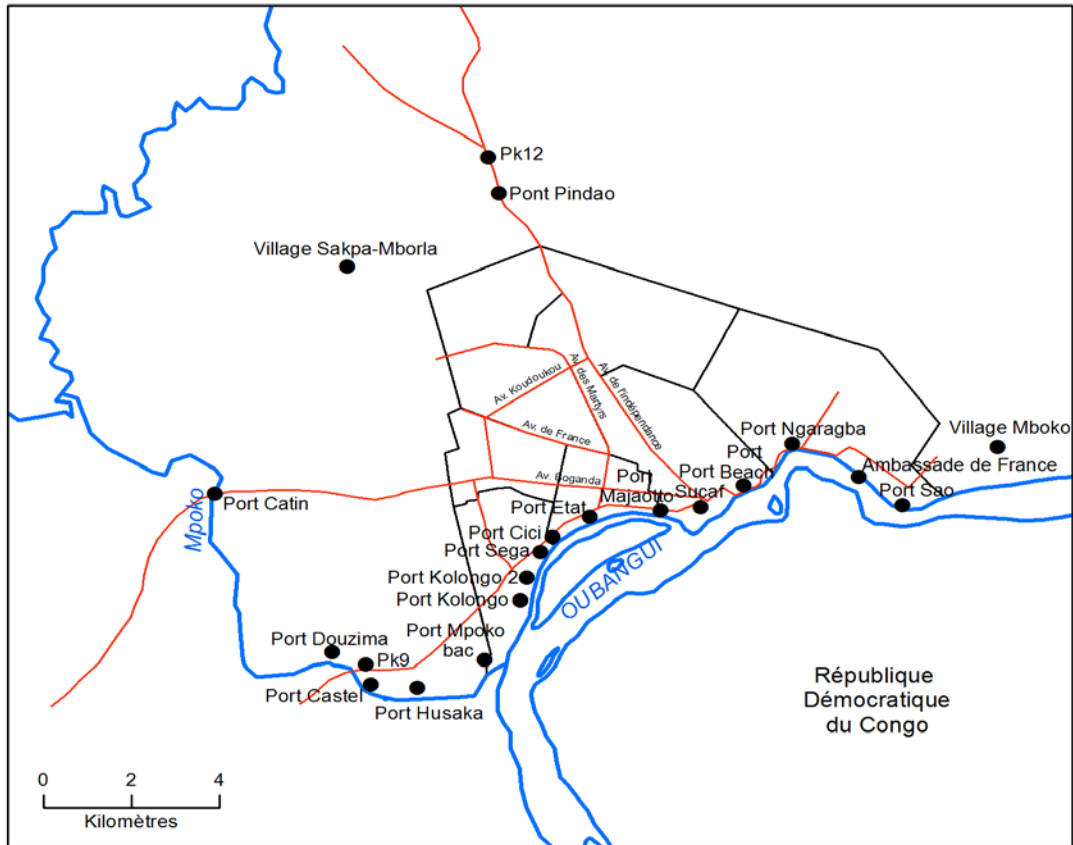 Pk12
Pont Pindao
Village Sakpa-Mborla
Av. Koudoukou
Av. des Martyrs
Av. de l'indépendance
Av. de France
Av. Boganda
Port Ngaragba
Village Mboko
Port
Port Beach
Ambassade de France
Port Sao
Port
Majaotto
Sucaf
Port Etat
Port Catin
Mpoko
Port Cici
Port Sega
OUBANGUI
Port Kolongo 2
Port Kolongo
Port Mpoko
bac
Port Douzima
Pk9
Port Castel
Port Husaka
République
Démocratique
du Congo
0 2 4
Kilomètres